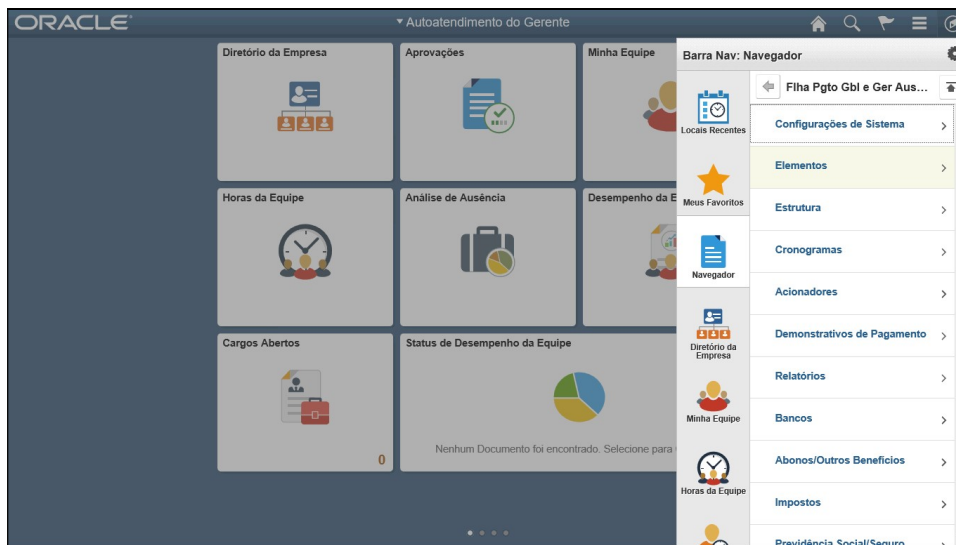 ORACLE
Autoatendimento do Gerente
Diretório da Empresa
Aprovações
Minha Equipe
Horas da Equipe
Análise de Ausência
Desempenho da E
Cargos Abertos
0
Status de Desempenho da Equipe
Nenhum Documento foi encontrado. Selecione para
Barra Nav: Navegador
Locais Recentes
Meus Favoritos
Navegador
Diretório da
Empresa
Minha Equipe
Horas da Equipe
Flha Pgto Gbl e Ger Aus...
Configurações de Sistema
Elementos
Estrutura
Cronogramas
Acionadores
Demonstrativos de Pagamento
Relatórios
Bancos
Abonos/Outros Benefícios
Impostos
Previdência Social/Seguro